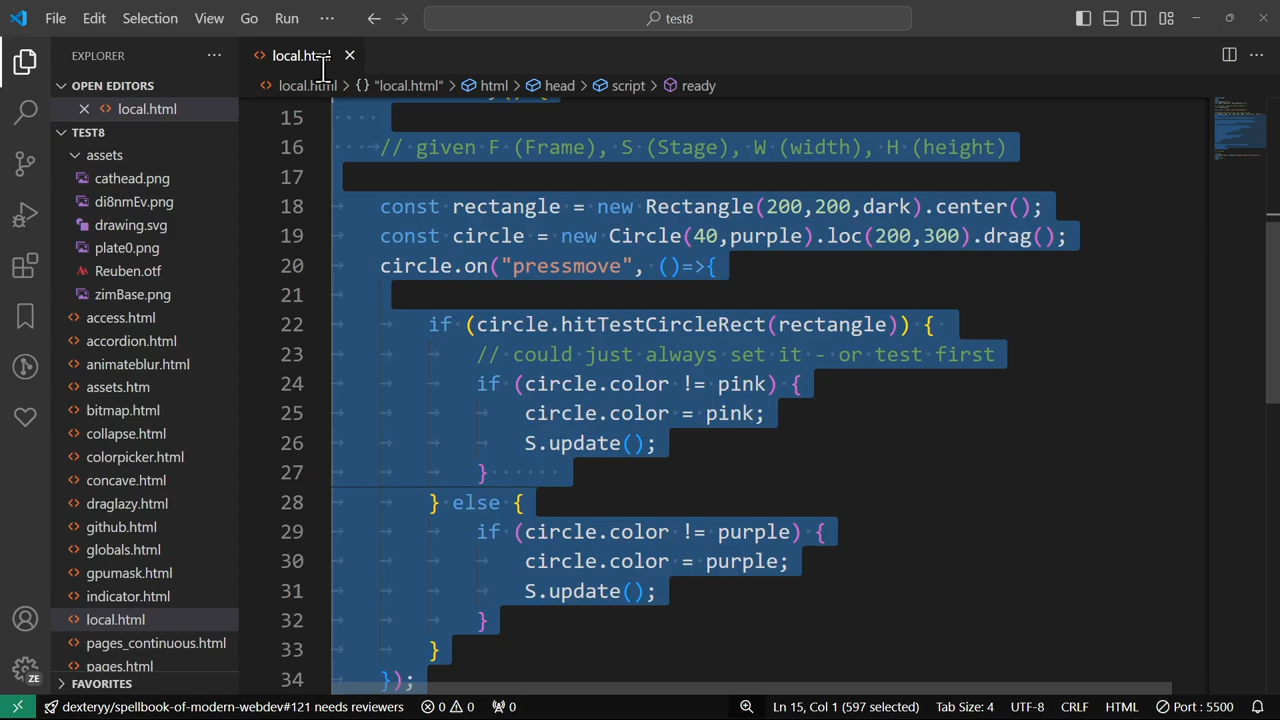 File Edit Selection View Go Run ··· test8
EXPLORER ···
OPEN EDITORS
local.html
TEST8
assets
cathead.png
di8nmEv.png
drawing.svg
plate0.png
Reuben.otf
zimBase.png
access.html
accordion.html
animateblur.html
assets.htm
bitmap.html
collapse.html
colorpicker.html
concave.html
draglazy.html
github.html
globals.html
gpumask.html
indicator.html
local.html
pages_continuous.html
pages.html
FAVORITES
local.html
local.html > {} "local.html" > html > head > script > ready
15
16 // given F (Frame), S (Stage), W (width), H (height)
17
18 const rectangle = new Rectangle(200,200,dark).center();
19 const circle = new Circle(40,purple).loc(200,300).drag();
20 circle.on("pressmove", ()=>{
21
22 if (circle.hitTestCircleRect(rectangle)) {
23 // could just always set it - or test first
24 if (circle.color != pink) {
25 circle.color = pink;
26 S.update();
27 }
28 } else {
29 if (circle.color != purple) {
30 circle.color = purple;
31 S.update();
32 }
33 }
34 });
ZE
dexteryy/spellbook-of-modern-webdev#121 needs reviewers 0 0 0 Ln 15, Col 1 (597 selected) Tab Size: 4 UTF-8 CRLF HTML Port : 5500